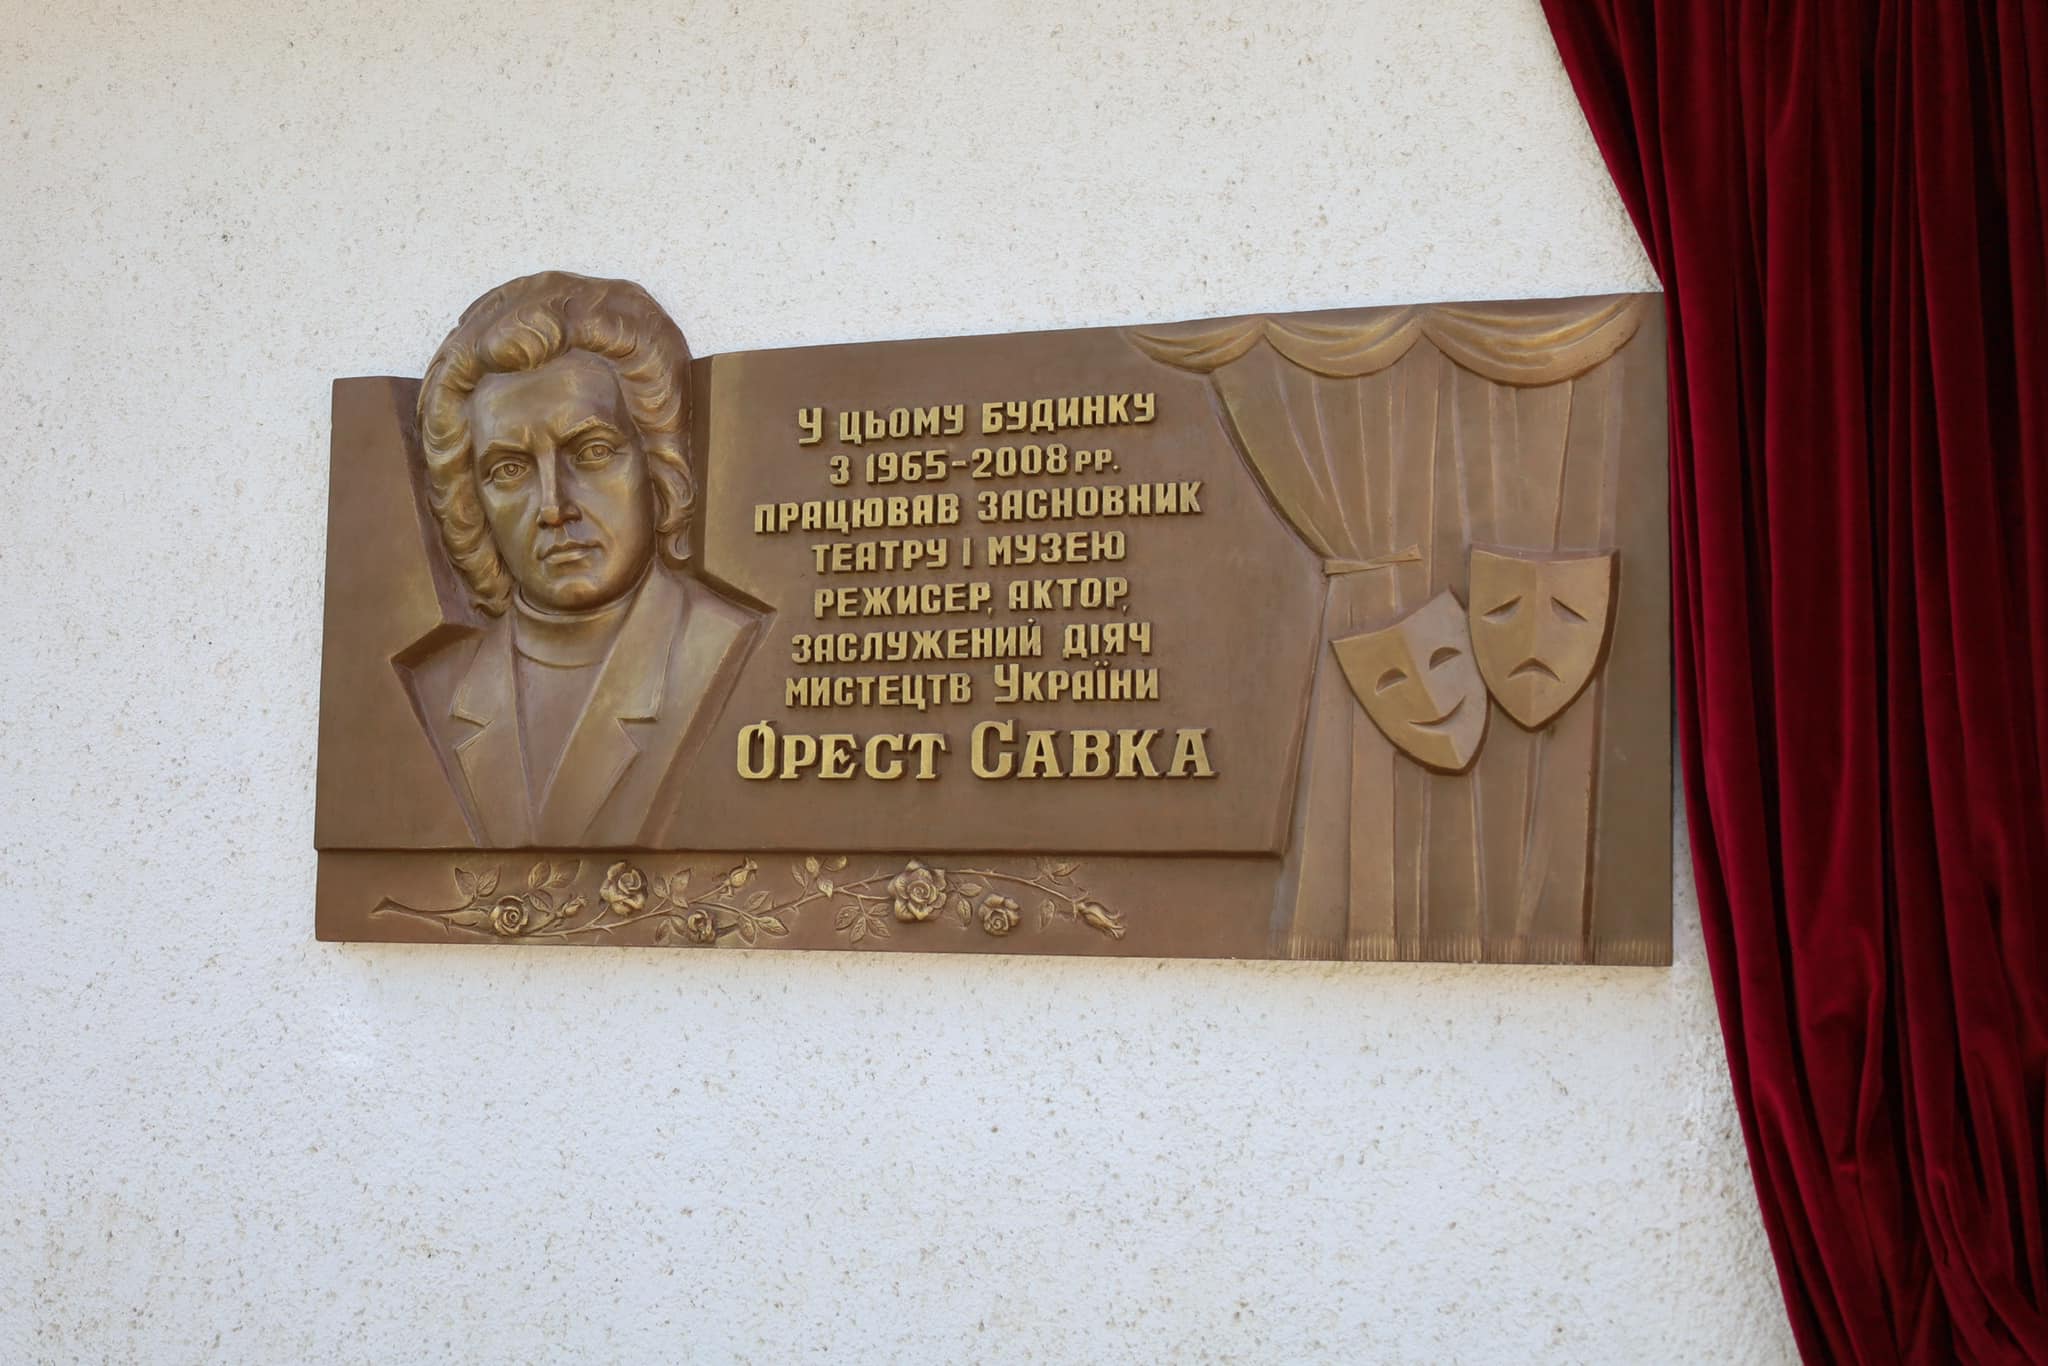 У цьому будинку
з 1965-2008 рр.
працював засновник
театру і музею
режисер, актор,
заслужений діяч
мистецтв України
Орест Савка